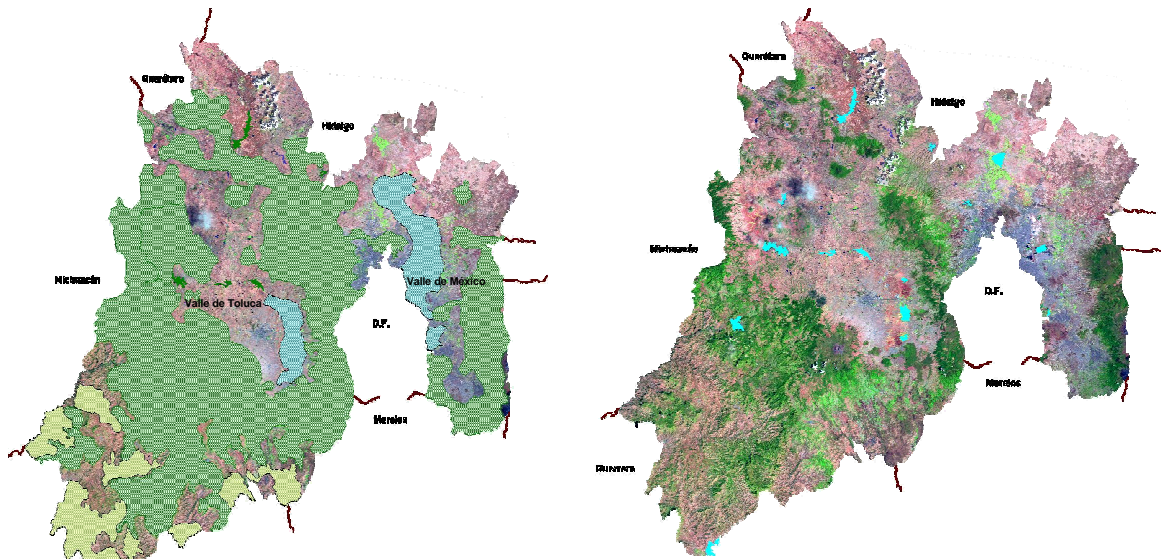 Querétaro
Hidalgo
Michoacán
Valle de Toluca
Valle de México
D.F.
Morelos
Querétaro
Hidalgo
Michoacán
D.F.
Morelos
Guerrero